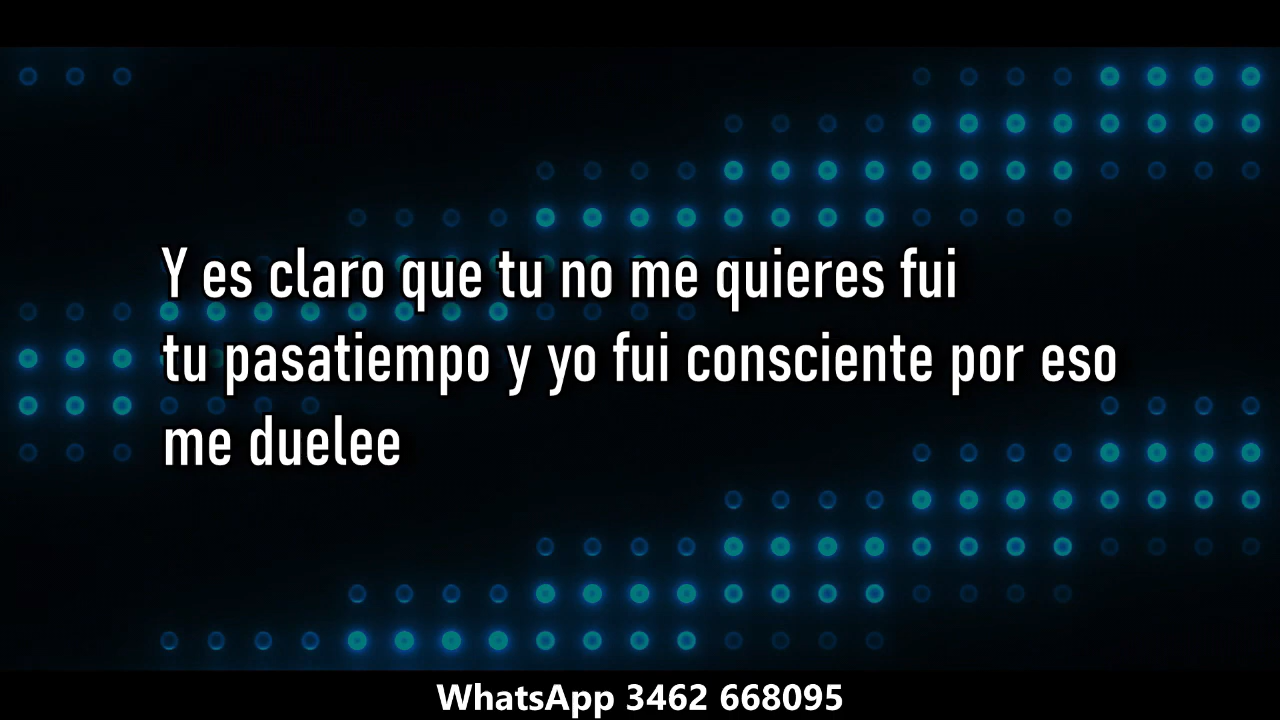 Y es claro que tu no me quieres fui
tu pasatiempo y yo fui consciente por eso
me duelee
WhatsApp 3462 668095